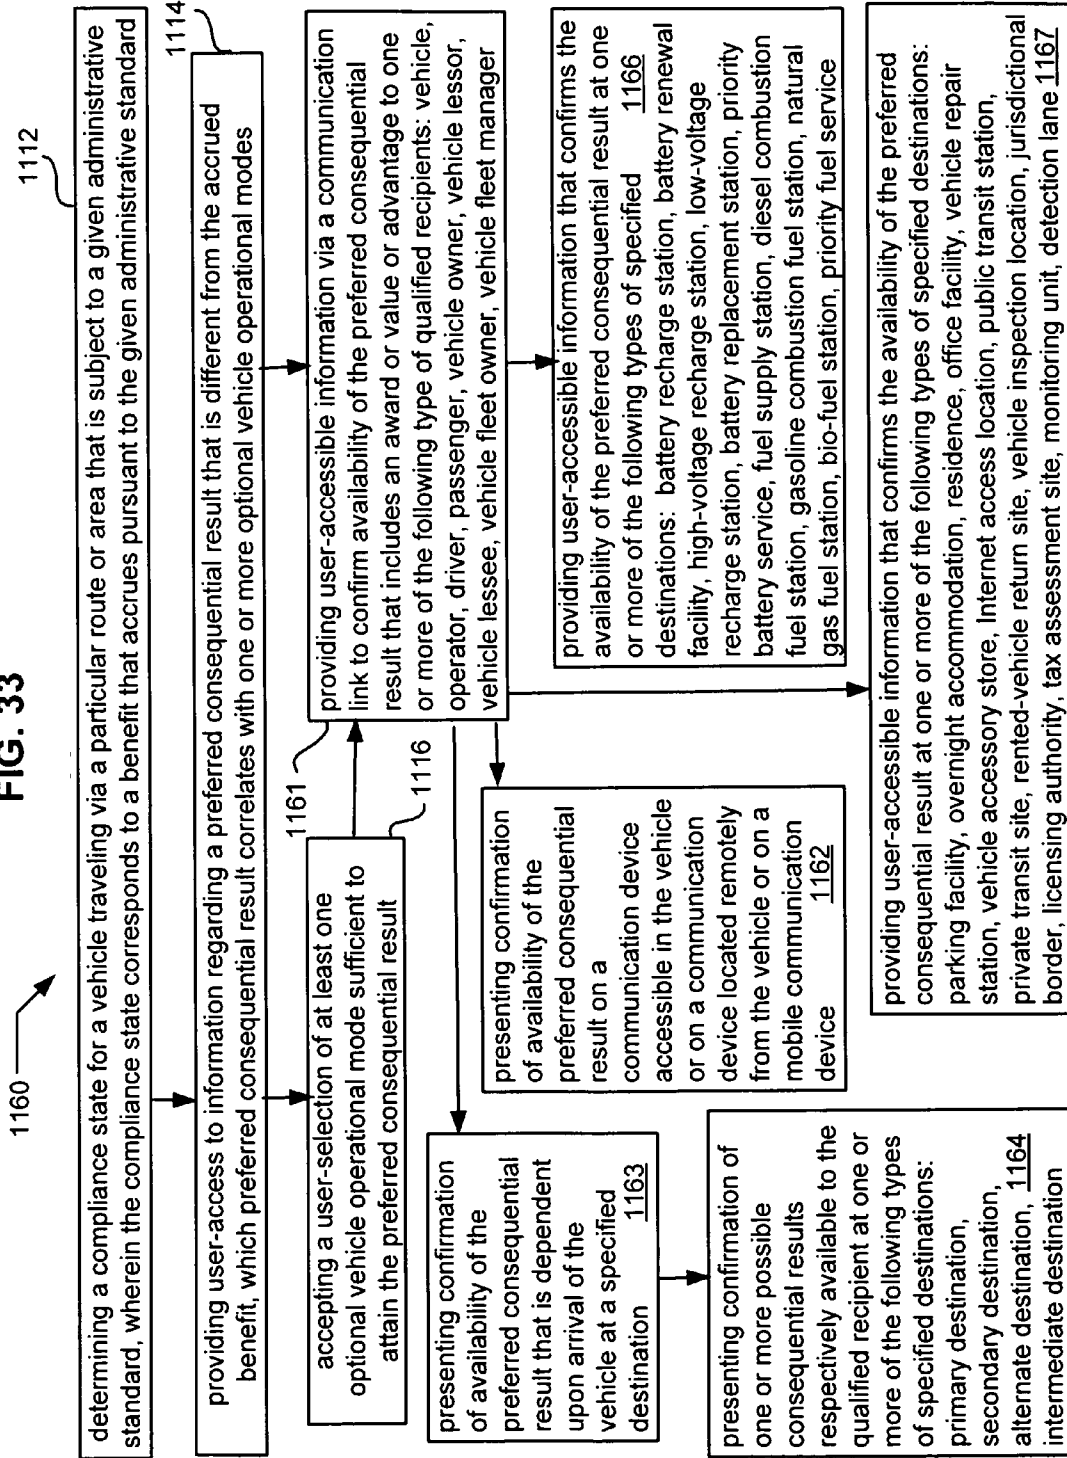 FIG. 33
1160
1112
determining a compliance state for a vehicle traveling via a particular route or area that is subject to a given administrative
standard, wherein the compliance state corresponds to a benefit that accrues pursuant to the given administrative standard
1114
providing user-access to information regarding a preferred consequential result that is different from the accrued
benefit, which preferred consequential result correlates with one or more optional vehicle operational modes
accepting a user-selection of at least one
optional vehicle operational mode sufficient to
attain the preferred consequential result
1116
1161
providing user-accessible information via a communication
link to confirm availability of the preferred consequential
result that includes an award or value or advantage to one
or more of the following type of qualified recipients: vehicle,
operator, driver, passenger, vehicle owner, vehicle lessor,
vehicle lessee, vehicle fleet owner, vehicle fleet manager
presenting confirmation
of availability of the
preferred consequential
result that is dependent
upon arrival of the
vehicle at a specified
destination 1163
presenting confirmation
of availability of the
preferred consequential
result on a
communication device
accessible in the vehicle
or on a communication
device located remotely
from the vehicle or on a
mobile communication
device 1162
providing user-accessible information that confirms the
availability of the preferred consequential result at one
or more of the following types of specified 1166
destinations: battery recharge station, battery renewal
facility, high-voltage recharge station, low-voltage
recharge station, battery replacement station, priority
battery service, fuel supply station, diesel combustion
fuel station, gasoline combustion fuel station, natural
gas fuel station, bio-fuel station, priority fuel service
presenting confirmation of
one or more possible
consequential results
respectively available to the
qualified recipient at one or
more of the following types
of specified destinations:
primary destination,
secondary destination,
alternate destination, 1164
intermediate destination
providing user-accessible information that confirms the availability of the preferred
consequential result at one or more of the following types of specified destinations:
parking facility, overnight accommodation, residence, office facility, vehicle repair
station, vehicle accessory store, Internet access location, public transit station,
private transit site, rented-vehicle return site, vehicle inspection location, jurisdictional
border, licensing authority, tax assessment site, monitoring unit, detection lane 1167